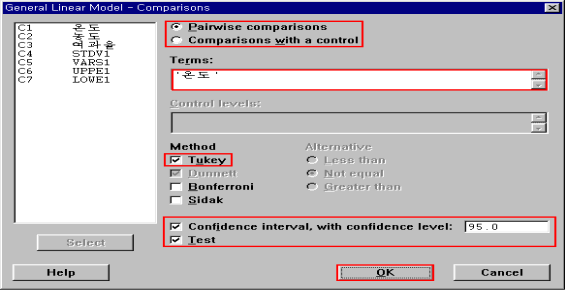 General Linear Model - Comparisons
C1 온도
C2 농도
C3 여과율
C4 STDV1
C5 VARS1
C6 UPPE1
C7 LOWE1
Pairwise comparisons
Comparisons with a control
Terms:
'온도'
Control levels:
Method
Alternative
Tukey
Less than
Dunnett
Not equal
Bonferroni
Greater than
Sidak
Confidence interval, with confidence level: 95.0
Test
Select
Help
OK
Cancel